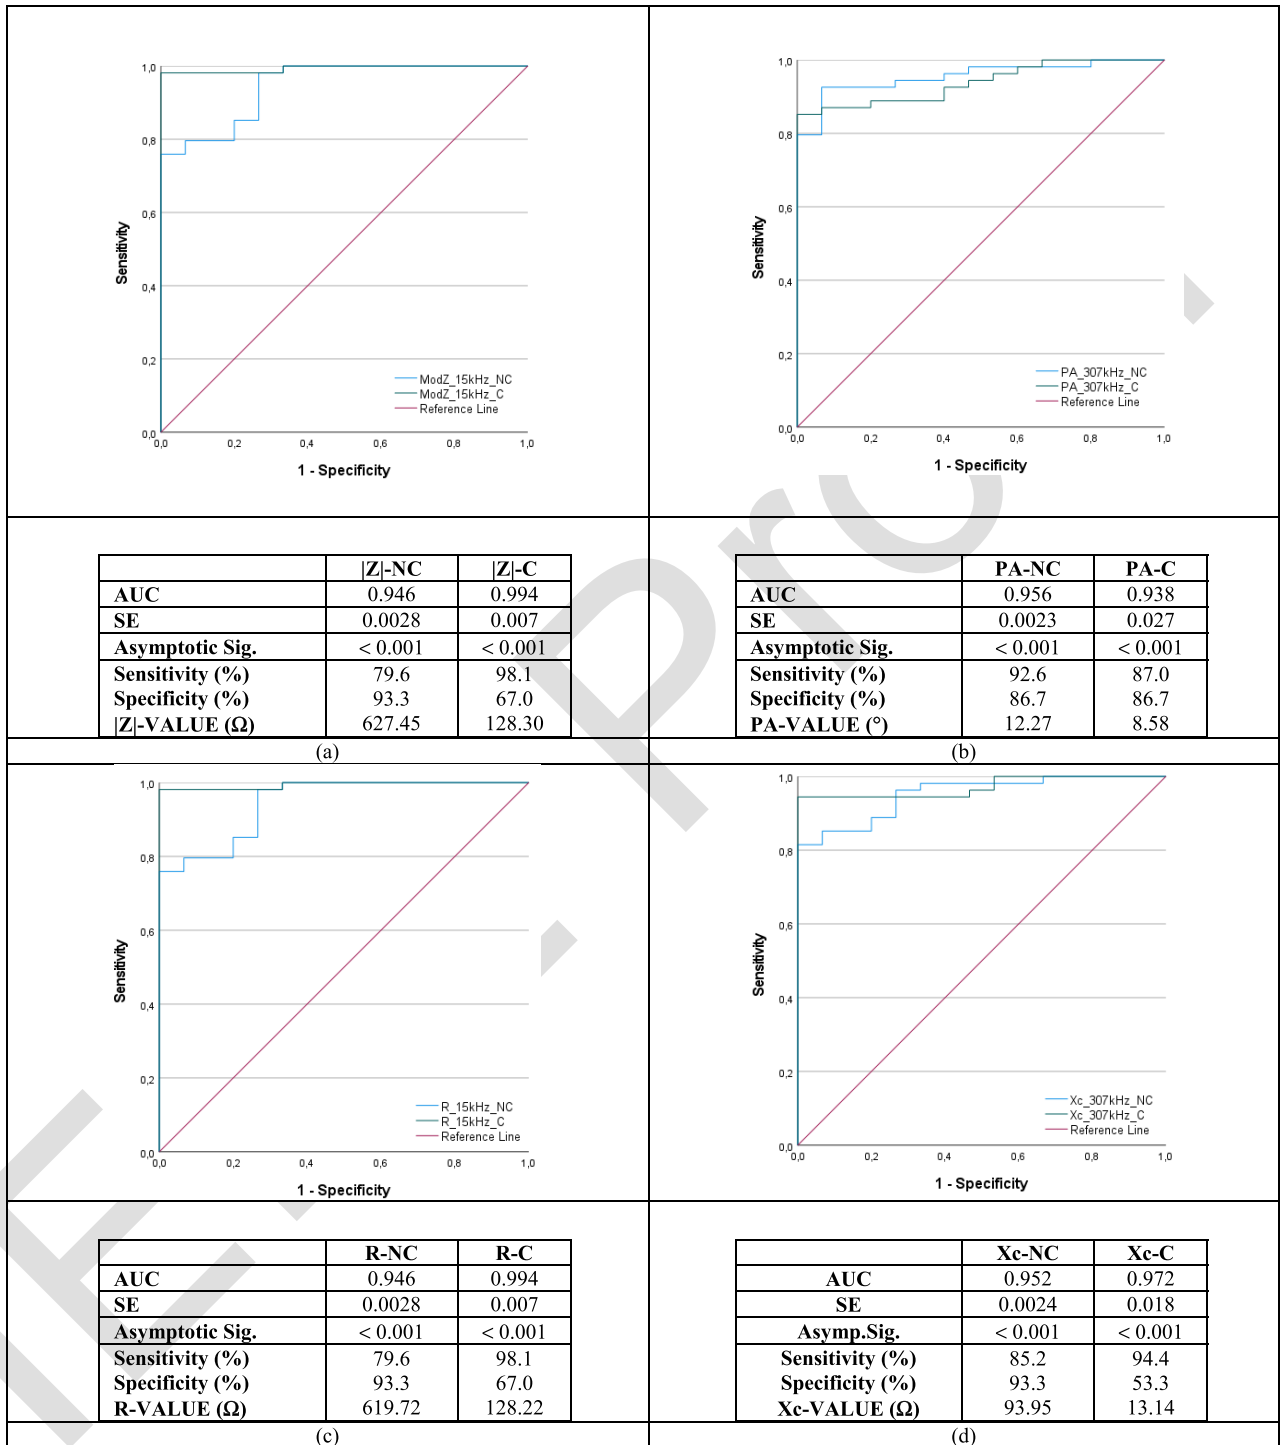 1,0
0,8
0,6
0,4
0,2
0,0
Sensitivity
ModZ_15kHz_NC
ModZ_15kHz_C
Reference Line
0,0 0,2 0,4 0,6 0,8 1,0
1 - Specificity
1,0
0,8
0,6
0,4
0,2
0,0
Sensitivity
PA_307kHz_NC
PA_307kHz_C
Reference Line
0,0 0,2 0,4 0,6 0,8 1,0
1 - Specificity
|Z|-NC |Z|-C
AUC 0.946 0.994
SE 0.0028 0.007
Asymptotic Sig. < 0.001 < 0.001
Sensitivity (%) 79.6 98.1
Specificity (%) 93.3 67.0
|Z|-VALUE (Ω) 627.45 128.30
(a)
PA-NC PA-C
AUC 0.956 0.938
SE 0.0023 0.027
Asymptotic Sig. < 0.001 < 0.001
Sensitivity (%) 92.6 87.0
Specificity (%) 86.7 86.7
PA-VALUE (°) 12.27 8.58
(b)
1,0
0,8
0,6
0,4
0,2
0,0
Sensitivity
R_15kHz_NC
R_15kHz_C
Reference Line
0,0 0,2 0,4 0,6 0,8 1,0
1 - Specificity
1,0
0,8
0,6
0,4
0,2
0,0
Sensitivity
Xc_307kHz_NC
Xc_307kHz_C
Reference Line
0,0 0,2 0,4 0,6 0,8 1,0
1 - Specificity
R-NC R-C
AUC 0.946 0.994
SE 0.0028 0.007
Asymptotic Sig. < 0.001 < 0.001
Sensitivity (%) 79.6 98.1
Specificity (%) 93.3 67.0
R-VALUE (Ω) 619.72 128.22
(c)
Xc-NC Xc-C
AUC 0.952 0.972
SE 0.0024 0.018
Asymp.Sig. < 0.001 < 0.001
Sensitivity (%) 85.2 94.4
Specificity (%) 93.3 53.3
Xc-VALUE (Ω) 93.95 13.14
(d)